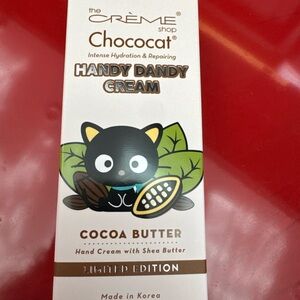 the
CRÈME
shop
Chococat®
Intense Hydration & Repairing
HANDY DANDY
CREAM
COCOA BUTTER
Hand Cream with Shea Butter
LIMITED EDITION
Made in Korea